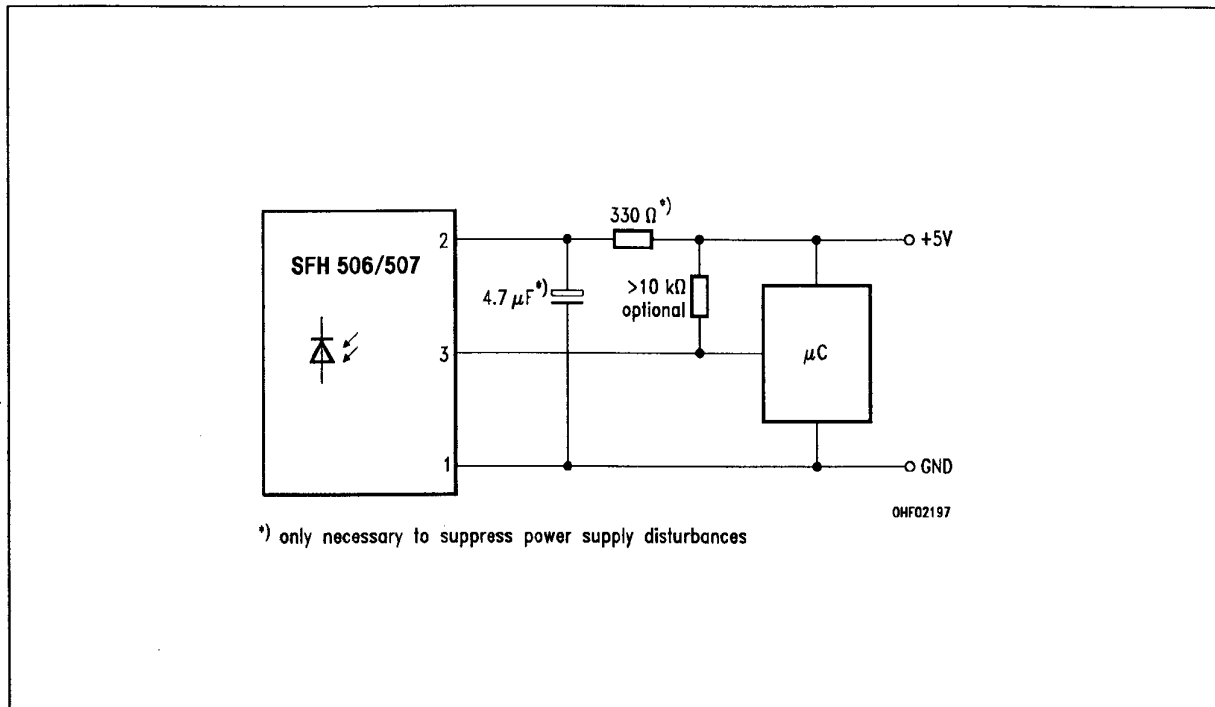 330 Ω*)
2
+5V
SFH 506/507
4.7 μF*)
>10 kΩ
optional
3
μC
1
GND
OHF02197
*) only necessary to suppress power supply disturbances